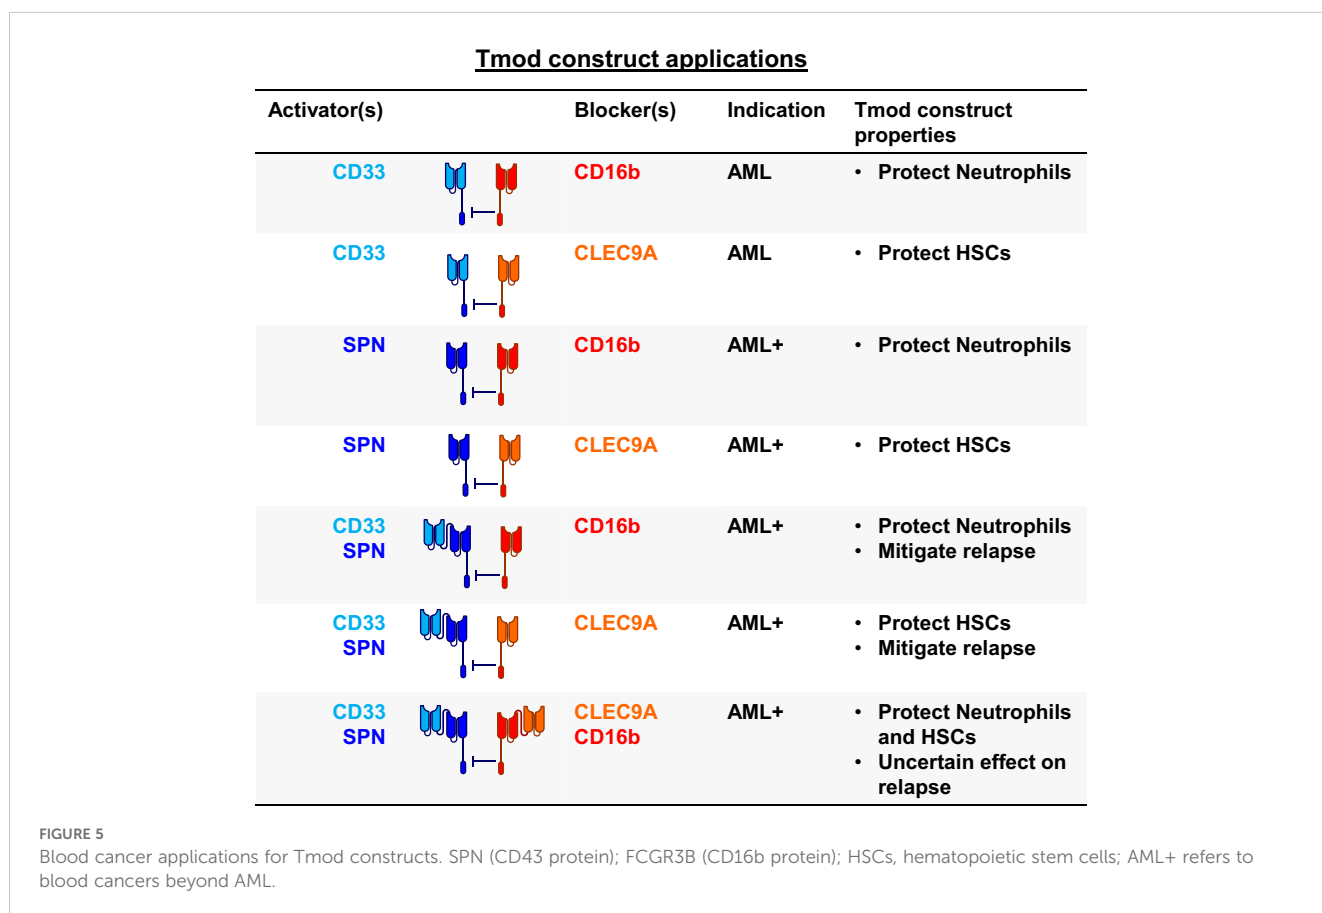 Tmod construct applications
Activator(s) Blocker(s) Indication Tmod construct
properties
CD33 CD16b AML • Protect Neutrophils
CD33 CLEC9A AML • Protect HSCs
SPN CD16b AML+ • Protect Neutrophils
SPN CLEC9A AML+ • Protect HSCs
CD33 CD16b AML+ • Protect Neutrophils
SPN • Mitigate relapse
CD33 CLEC9A AML+ • Protect HSCs
SPN • Mitigate relapse
CD33 CLEC9A AML+ • Protect Neutrophils
SPN CD16b and HSCs
• Uncertain effect on
relapse
FIGURE 5
Blood cancer applications for Tmod constructs. SPN (CD43 protein); FCGR3B (CD16b protein); HSCs, hematopoietic stem cells; AML+ refers to
blood cancers beyond AML.